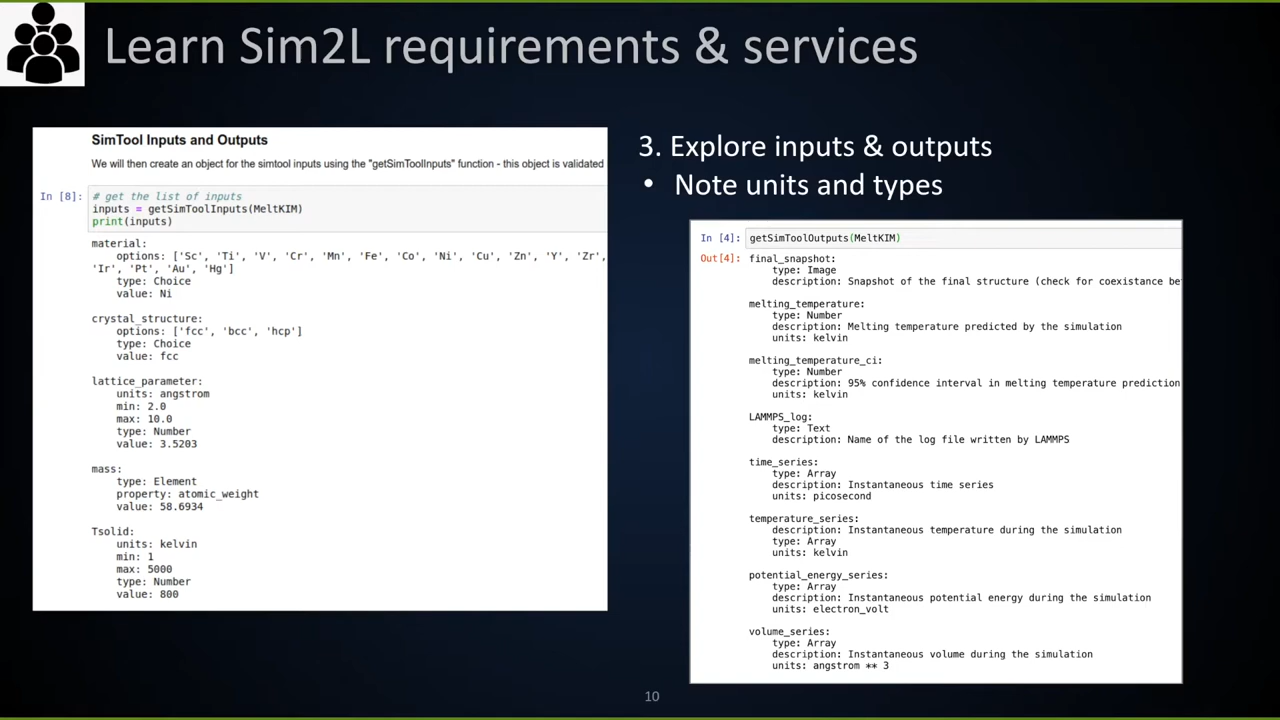 Learn Sim2L requirements & services
SimTool Inputs and Outputs
We will then create an object for the simtool inputs using the "getSimToolInputs" function - this object is validated
In [8]:
# get the list of inputs
inputs = getSimToolInputs(MeltKIM)
print(inputs)
material:
options: ['Sc', 'Ti', 'V', 'Cr', 'Mn', 'Fe', 'Co', 'Ni', 'Cu', 'Zn', 'Y', 'Zr',
'Ir', 'Pt', 'Au', 'Hg']
type: Choice
value: Ni
crystal_structure:
options: ['fcc', 'bcc', 'hcp']
type: Choice
value: fcc
lattice_parameter:
units: angstrom
min: 2.0
max: 10.0
type: Number
value: 3.5203
mass:
type: Element
property: atomic_weight
value: 58.6934
Tsolid:
units: kelvin
min: 1
max: 5000
type: Number
value: 800
3. Explore inputs & outputs
• Note units and types
In [4]: getSimToolOutputs(MeltKIM)
Out[4]: final_snapshot:
type: Image
description: Snapshot of the final structure (check for coexistance be
melting_temperature:
type: Number
description: Melting temperature predicted by the simulation
units: kelvin
melting_temperature_ci:
type: Number
description: 95% confidence interval in melting temperature prediction
units: kelvin
LAMMPS_log:
type: Text
description: Name of the log file written by LAMMPS
time_series:
type: Array
description: Instantaneous time series
units: picosecond
temperature_series:
description: Instantaneous temperature during the simulation
type: Array
units: kelvin
potential_energy_series:
type: Array
description: Instantaneous potential energy during the simulation
units: electron_volt
volume_series:
type: Array
description: Instantaneous volume during the simulation
units: angstrom ** 3
10